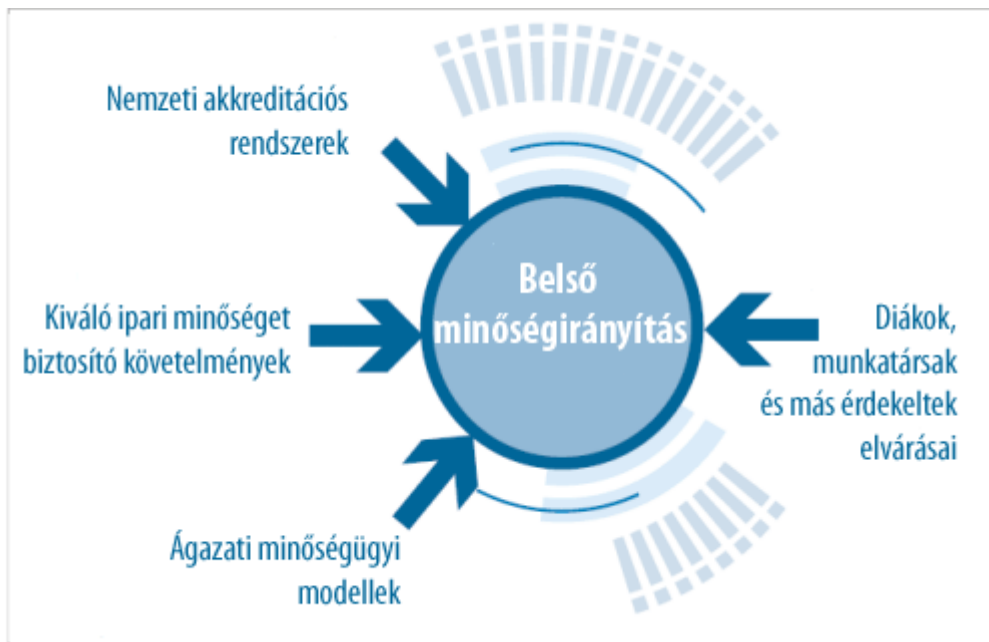 Nemzeti akkreditációs
rendszerek
Kiváló ipari minőséget
biztosító követelmények
Ágazati minőségügyi
modellek
Belső
minőségirányítás
Diákok,
munkatársak
és más érdekeltek
elvárásai